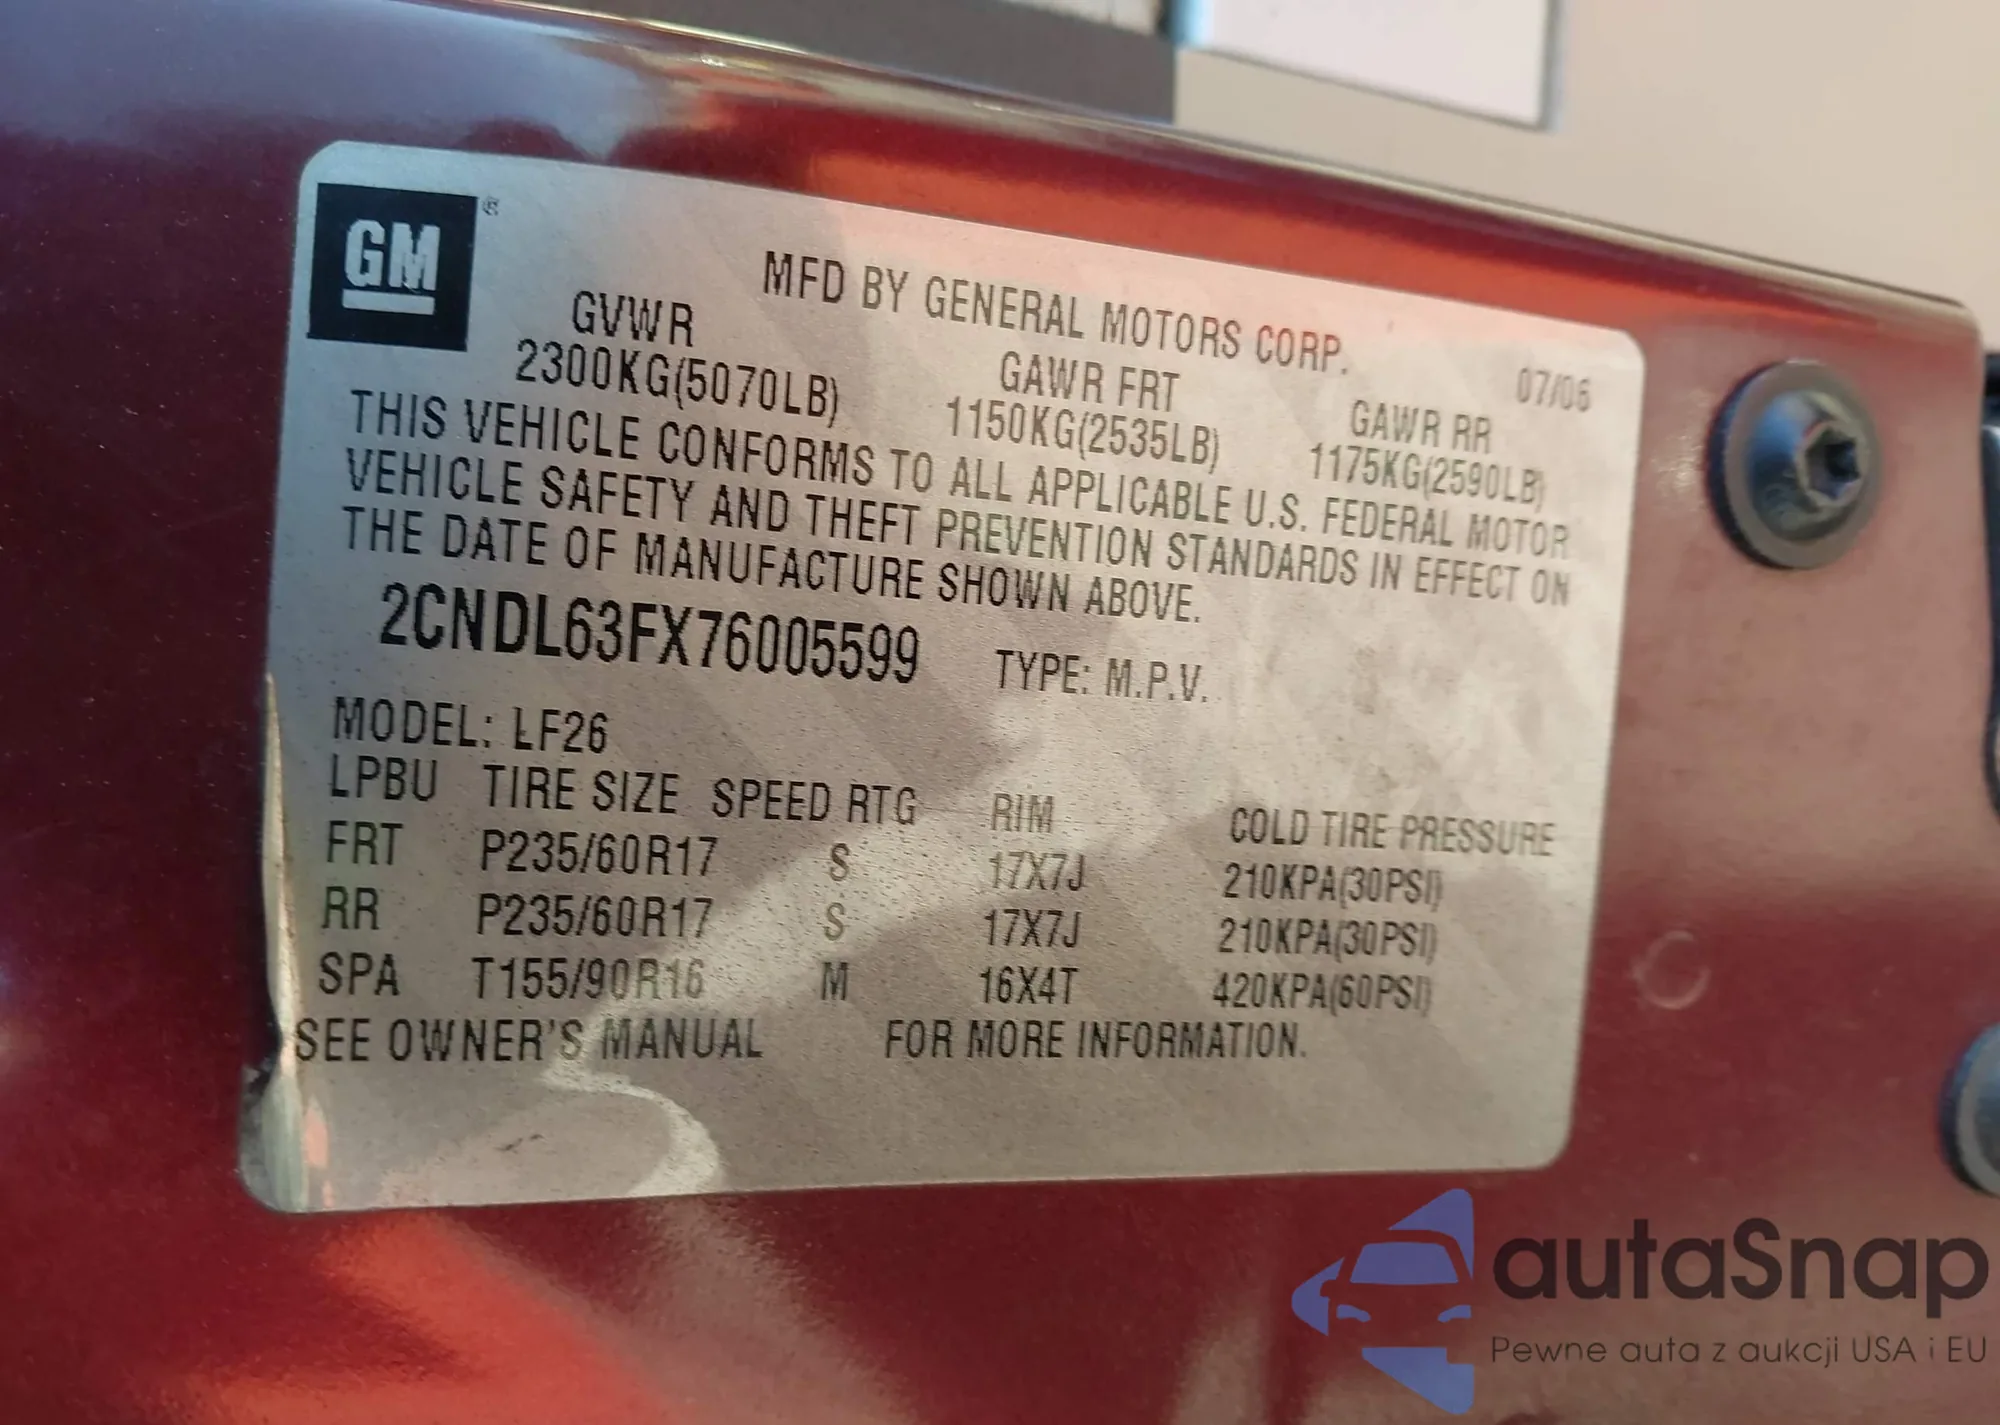 GM
MFD BY GENERAL MOTORS CORP.
07/06
GVWR GAWR FRT GAWR RR
2300KG(5070LB) 1150KG(2535LB) 1175KG(2590LB)
THIS VEHICLE CONFORMS TO ALL APPLICABLE U.S. FEDERAL MOTOR
VEHICLE SAFETY AND THEFT PREVENTION STANDARDS IN EFFECT ON
THE DATE OF MANUFACTURE SHOWN ABOVE.
2CNDL63FX76005599 TYPE: M.P.V.
MODEL: LF26
LPBU TIRE SIZE SPEED RTG RIM COLD TIRE PRESSURE
FRT P235/60R17 S 17X7J 210KPA(30PSI)
RR P235/60R17 S 17X7J 210KPA(30PSI)
SPA T155/90R16 M 16X4T 420KPA(60PSI)
SEE OWNER'S MANUAL FOR MORE INFORMATION.
autaSnap
Pewne auta z aukcji USA i EU